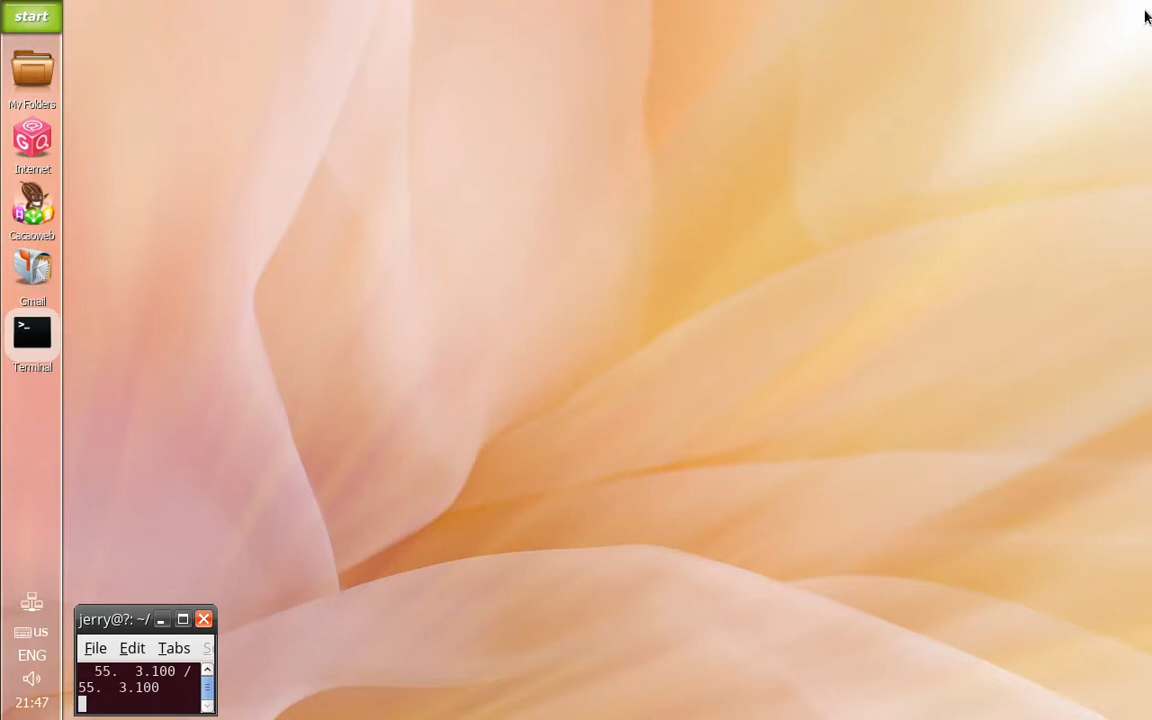 start
My Folders
Internet
Cacaoweb
Gmail
>_
Terminal
us
ENG
21:47
jerry@?: ~/
File Edit Tabs
55. 3.100 /
55. 3.100